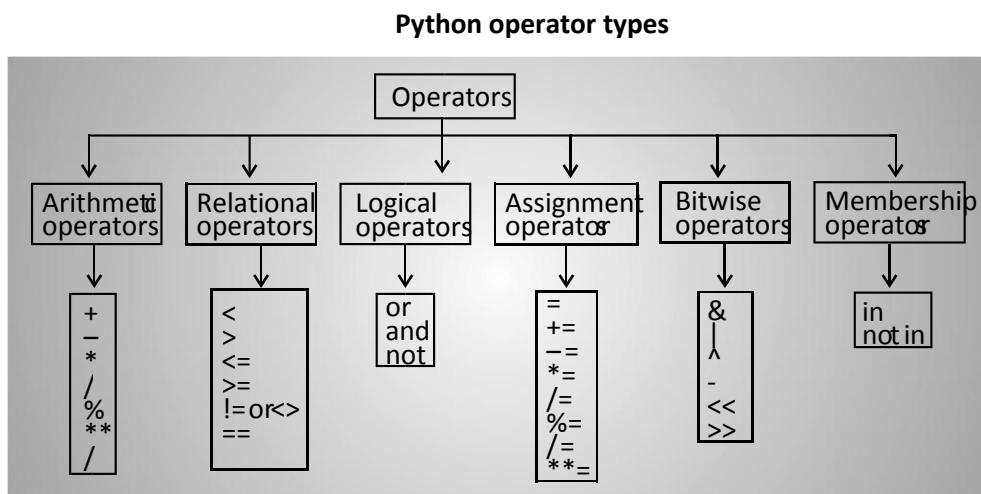 Python operator types
Operators
Arithmetic
operators
Relational
operators
Logical
operators
Assignment
operators
Bitwise
operators
Membership
operators
+
–
*
/
%
**
/
<
>
<=
>=
!=or<>
==
or
and
not
=
+=
–=
*=
/=
%=
/=
**=
&
|
^
-
<<
>>
in
not in